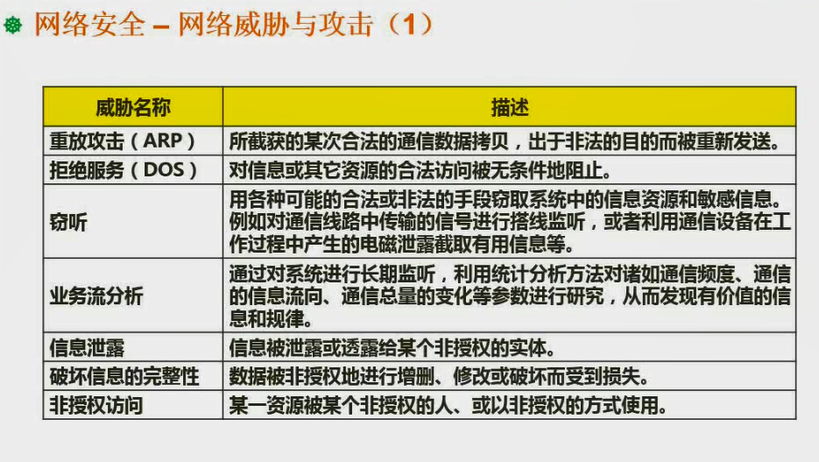 网络安全 – 网络威胁与攻击（1）
威胁名称 描述
重放攻击（ARP） 所截获的某次合法的通信数据拷贝，出于非法的目的而被重新发送。
拒绝服务（DOS） 对信息或其它资源的合法访问被无条件地阻止。
窃听 用各种可能的合法或非法的手段窃取系统中的信息资源和敏感信息。
例如对通信线路中传输的信号进行搭线监听，或者利用通信设备在工
作过程中产生的电磁泄露截取有用信息等。
业务流分析 通过对系统进行长期监听，利用统计分析方法对诸如通信频度、通信
的信息流向、通信总量的变化等参数进行研究，从而发现有价值的信
息和规律。
信息泄露 信息被泄露或透露给某个非授权的实体。
破坏信息的完整性 数据被非授权地进行增删、修改或破坏而受到损失。
非授权访问 某一资源被某个非授权的人、或以非授权的方式使用。